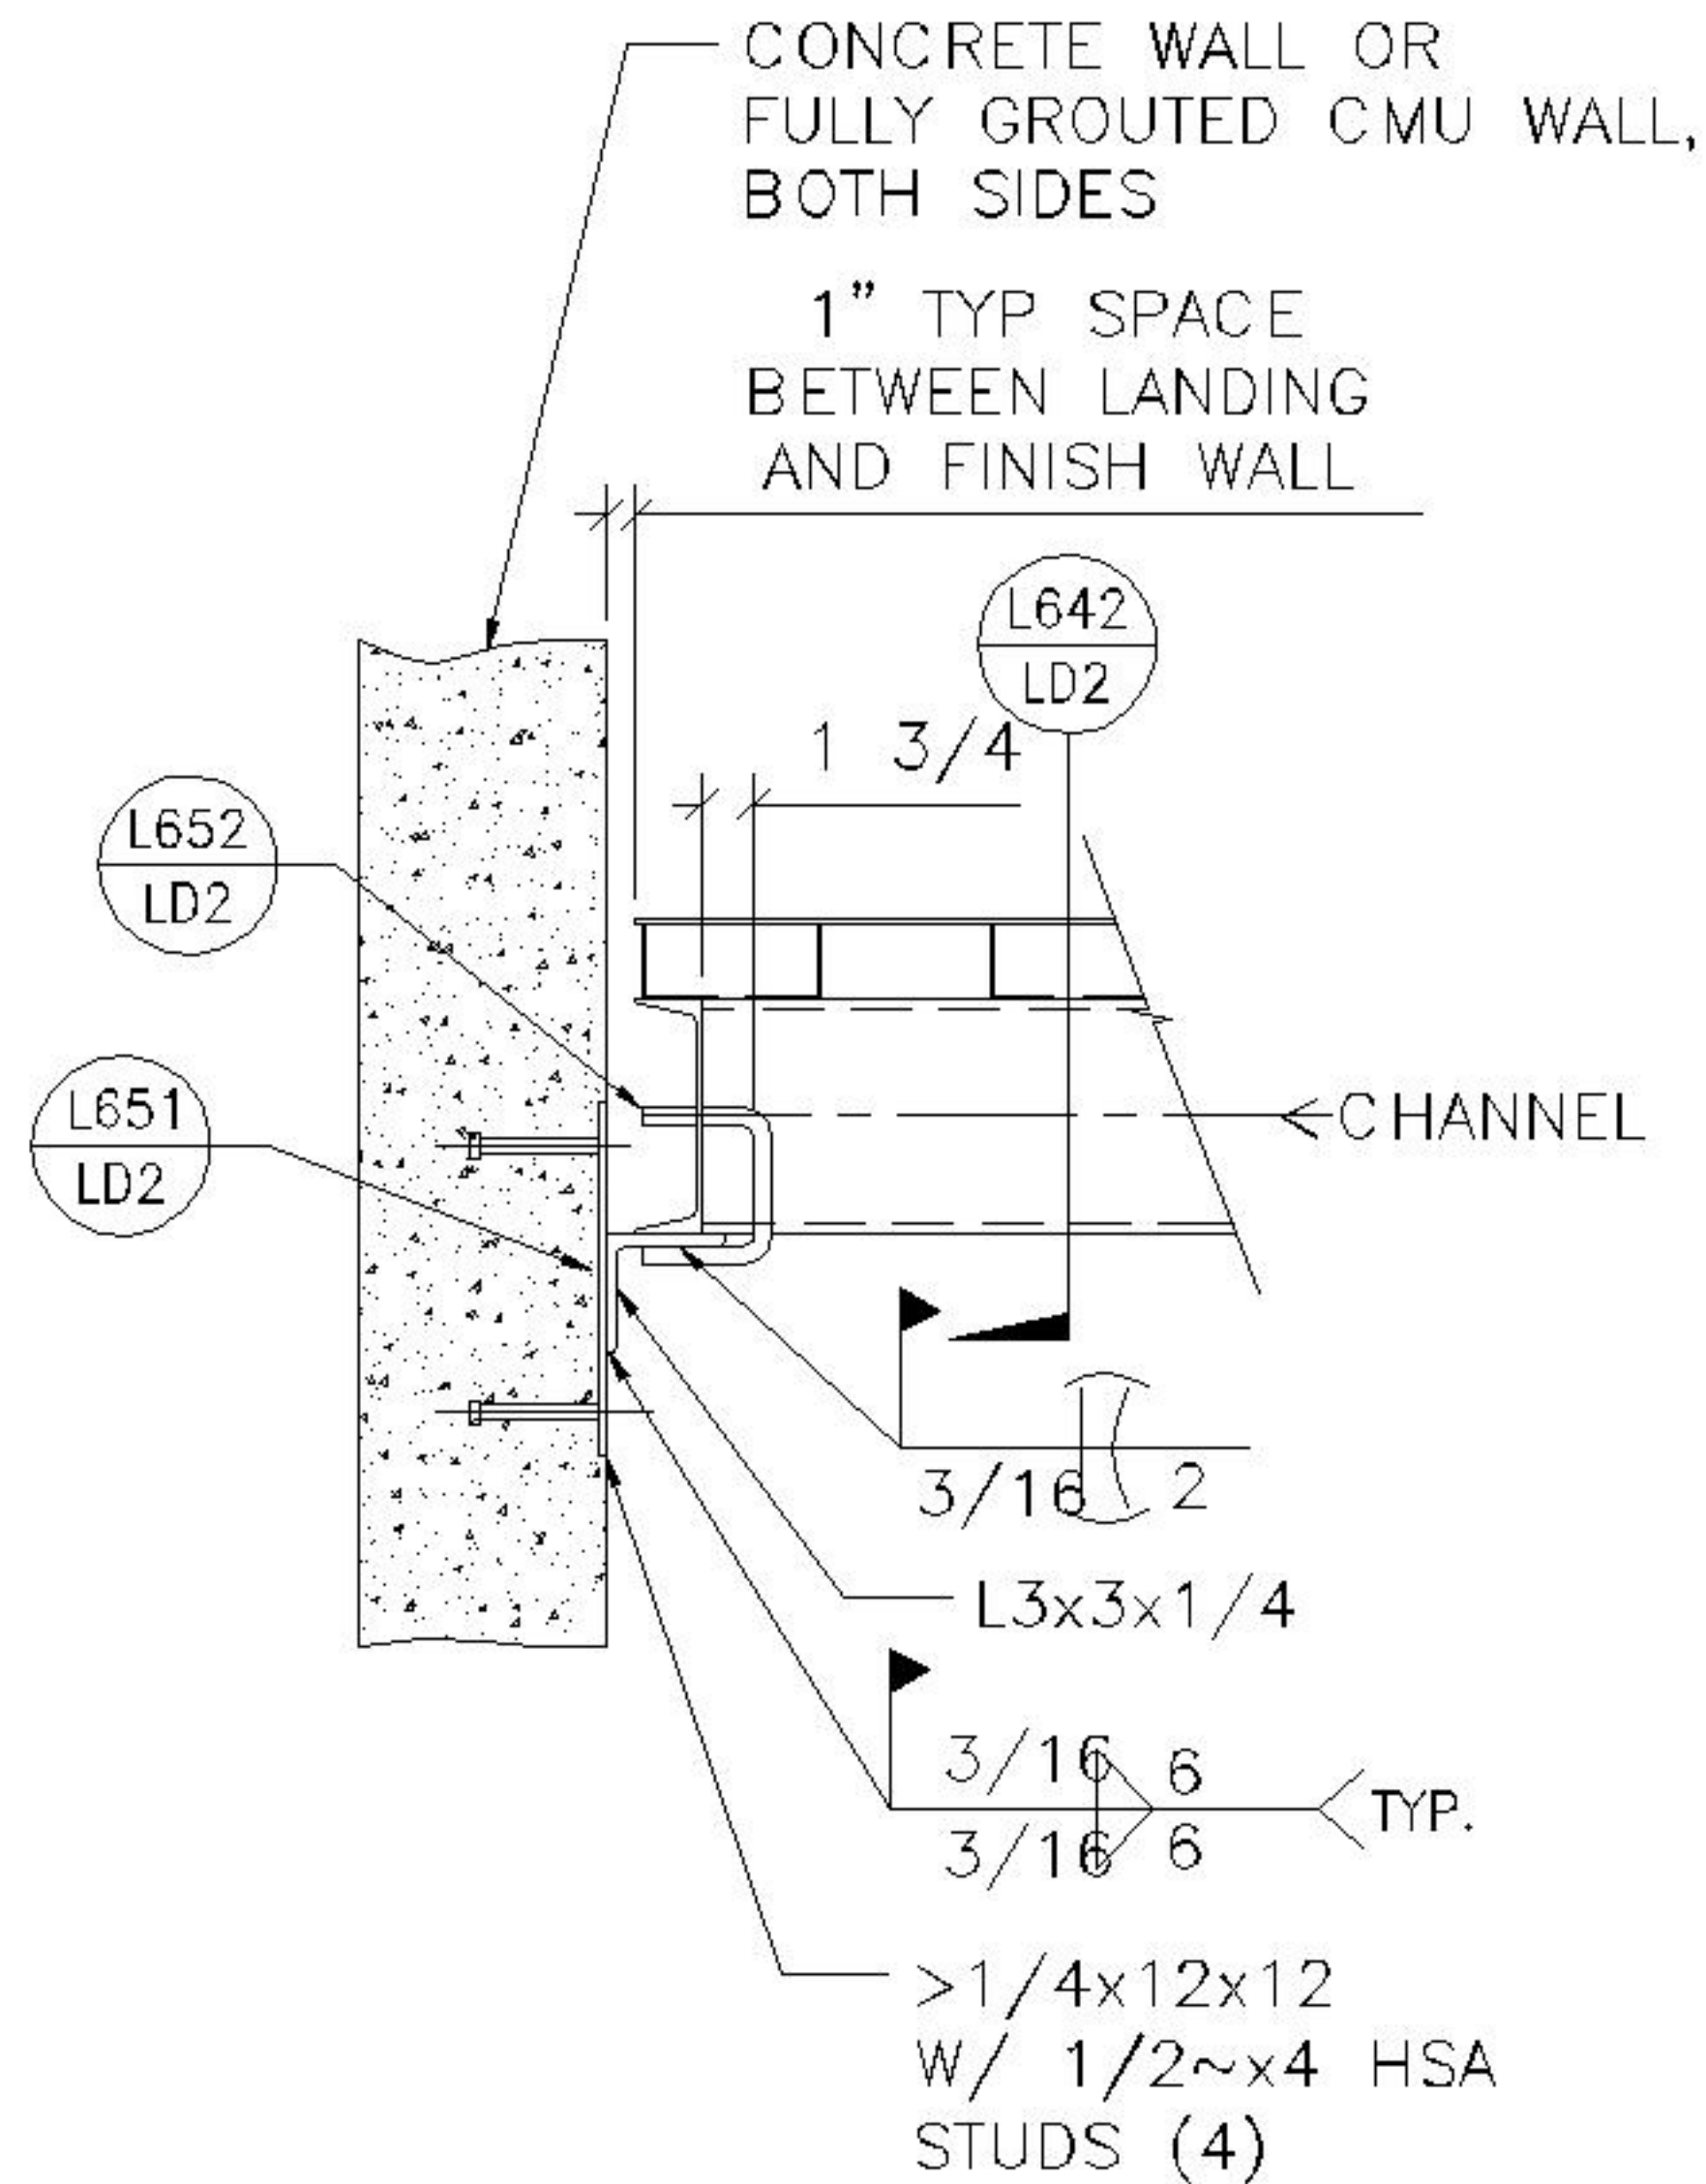 CONCRETE WALL OR
FULLY GROUTED CMU WALL,
BOTH SIDES
1" TYP SPACE
BETWEEN LANDING
AND FINISH WALL
L642
LD2
1 3/4
L652
LD2
L651
LD2
CHANNEL
3/16 2
L3x3x1/4
3/16 6
TYP.
3/16 6
>1/4x12x12
W/ 1/2~x4 HSA
STUDS (4)